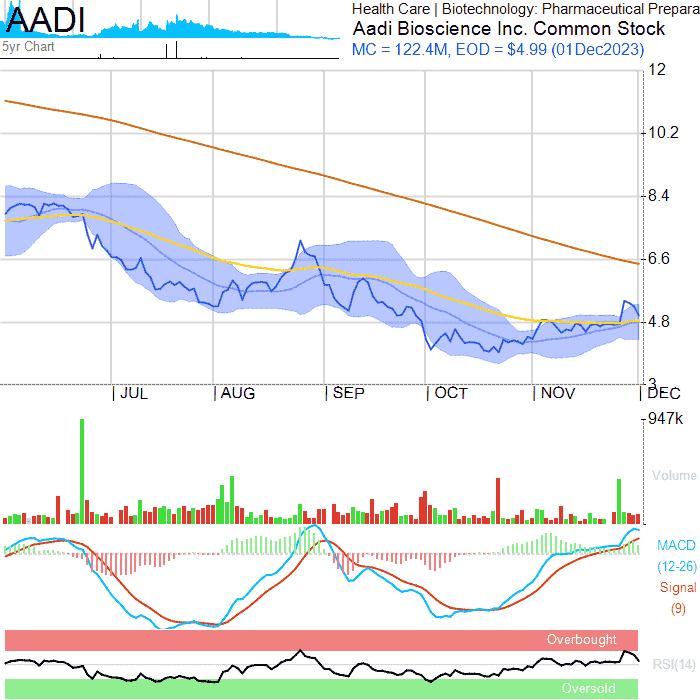 AADI
5yr Chart
Health Care | Biotechnology: Pharmaceutical Prepara
Aadi Bioscience Inc. Common Stock
MC = 122.4M, EOD = $4.99 (01Dec2023)
12
10.2
8.4
6.6
4.8
3
JUL AUG SEP OCT NOV DEC
947k
Volume
MACD
(12-26)
Signal
(9)
Overbought
RSI(14)
Oversold